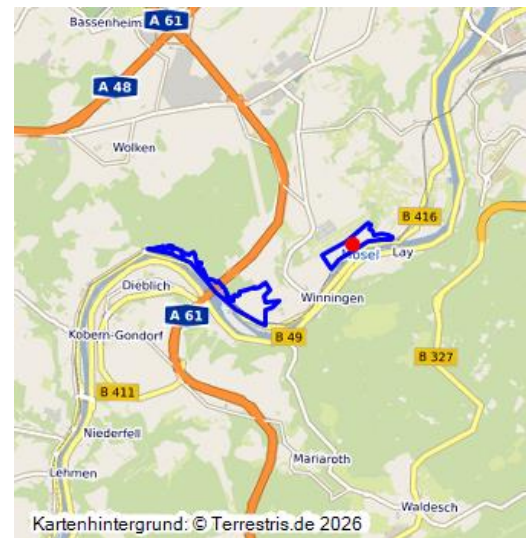 Bassenheim
A 61
A 48
Wolken
B 416
Mosel
Lay
Dieblich
Winningen
A 61
B 49
Kobern-Gondorf
B 327
B 411
Niederfell
Mariaroth
Lehmen
Waldesch
Kartenhintergrund: © Terrestris.de 2026